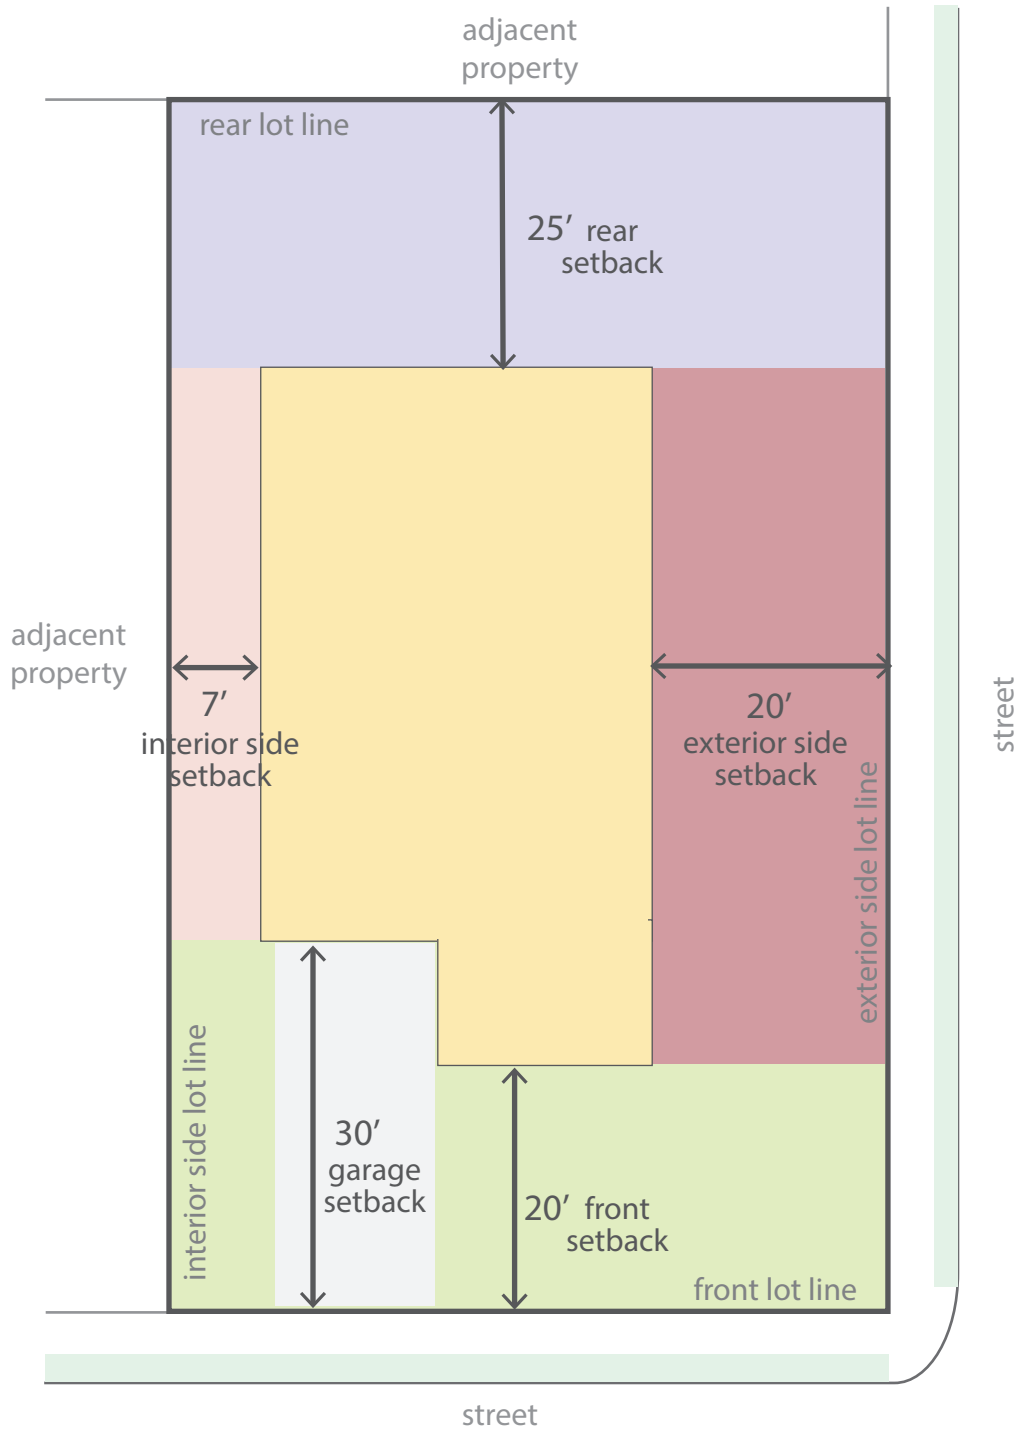 adjacent
property
rear lot line
25’ rear
setback
adjacent
property
7’
interior side
setback
20’
exterior side
setback
street
exterior side lot line
interior side lot line
30’
garage
setback
20’ front
setback
front lot line
street